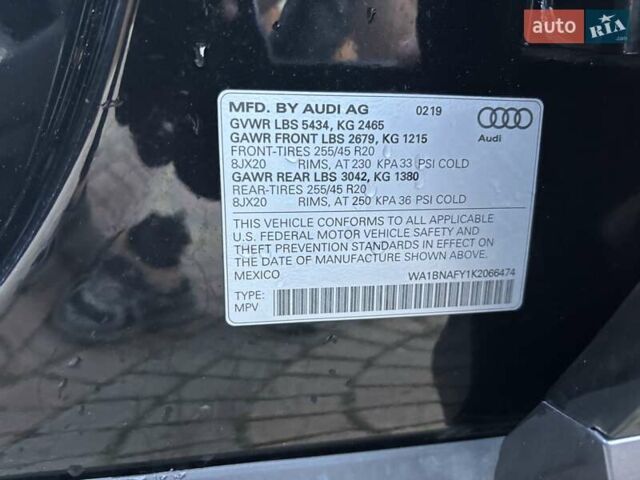 auto RIA
.com
MFD. BY AUDI AG 0219
GVWR LBS 5434, KG 2465
GAWR FRONT LBS 2679, KG 1215
FRONT-TIRES 255/45 R20
8JX20 RIMS, AT 230 KPA 33 PSI COLD
GAWR REAR LBS 3042, KG 1380
REAR-TIRES 255/45 R20
8JX20 RIMS, AT 250 KPA 36 PSI COLD
Audi
THIS VEHICLE CONFORMS TO ALL APPLICABLE
U.S. FEDERAL MOTOR VEHICLE SAFETY AND
THEFT PREVENTION STANDARDS IN EFFECT ON
THE DATE OF MANUFACTURE SHOWN ABOVE.
MEXICO WA1BNAFY1K2066474
TYPE:
MPV